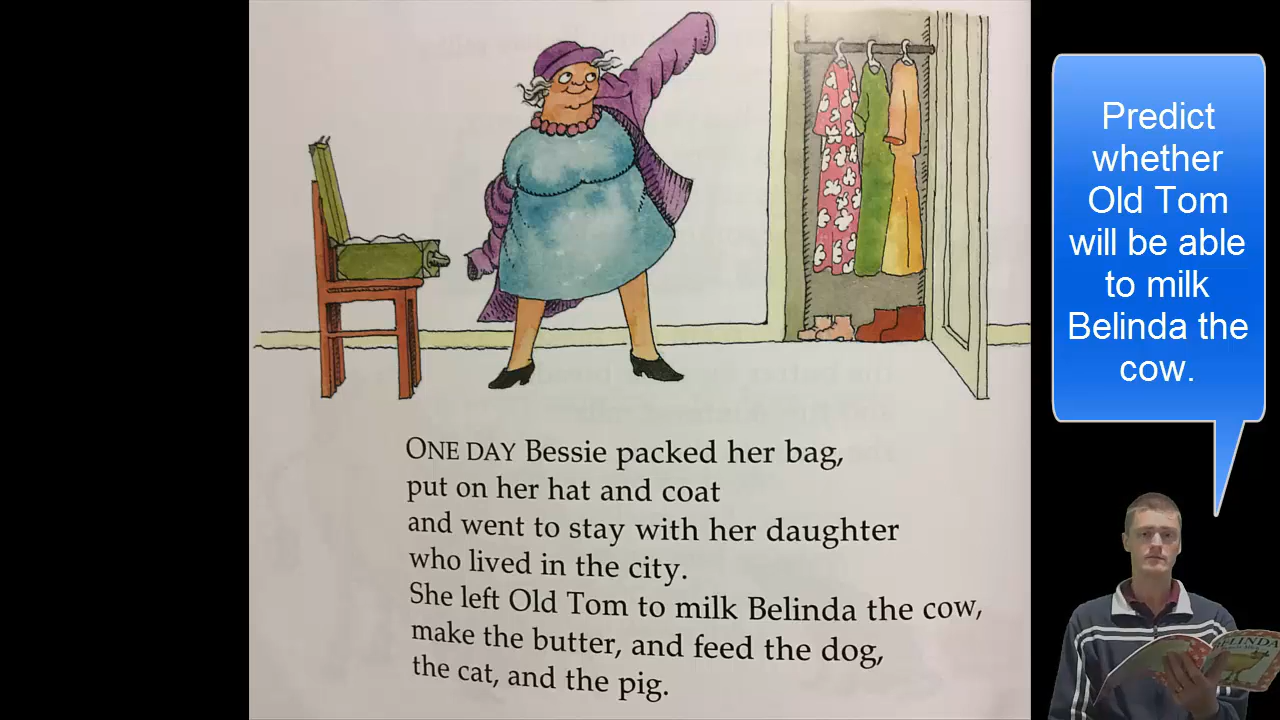 ONE DAY Bessie packed her bag,
put on her hat and coat
and went to stay with her daughter
who lived in the city.
She left Old Tom to milk Belinda the cow,
make the butter, and feed the dog,
the cat, and the pig.
Predict
whether
Old Tom
will be able
to milk
Belinda the
cow.
BELINDA